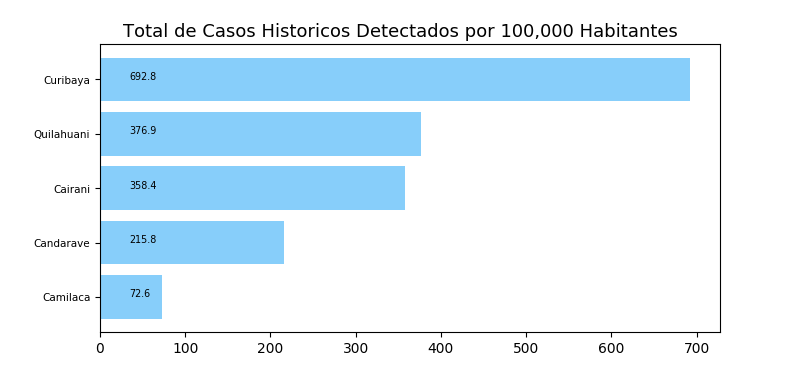 Total de Casos Historicos Detectados por 100,000 Habitantes
Curibaya 692.8
Quilahuani 376.9
Cairani 358.4
Candarave 215.8
Camilaca 72.6
0 100 200 300 400 500 600 700